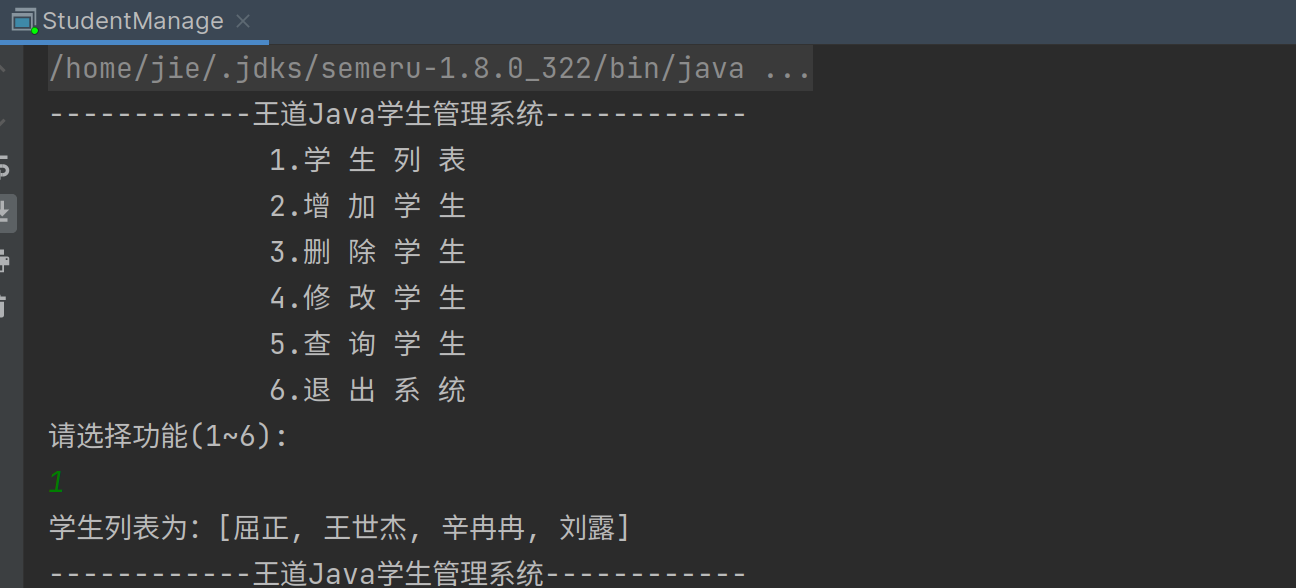 StudentManage
/home/jie/.jdks/semeru-1.8.0_322/bin/java ...
------------王道Java学生管理系统------------
1.学 生 列 表
2.增 加 学 生
3.删 除 学 生
4.修 改 学 生
5.查 询 学 生
6.退 出 系 统
请选择功能(1~6):
1
学生列表为: [屈正, 王世杰, 辛冉冉, 刘露]
------------王道Java学生管理系统------------